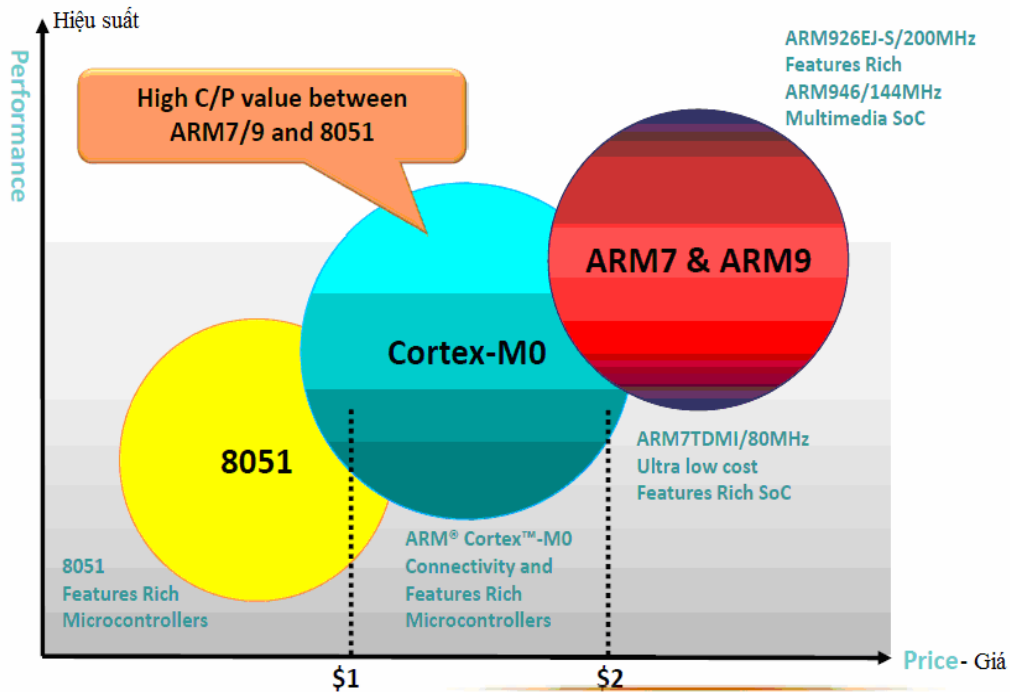 Hiệu suất
Performance
High C/P value between
ARM7/9 and 8051
ARM926EJ-S/200MHz
Features Rich
ARM946/144MHz
Multimedia SoC
ARM7 & ARM9
Cortex-M0
8051
ARM7TDMI/80MHz
Ultra low cost
Features Rich SoC
8051
Features Rich
Microcontrollers
ARM® Cortex™-M0
Connectivity and
Features Rich
Microcontrollers
$1
$2
Price - Giá